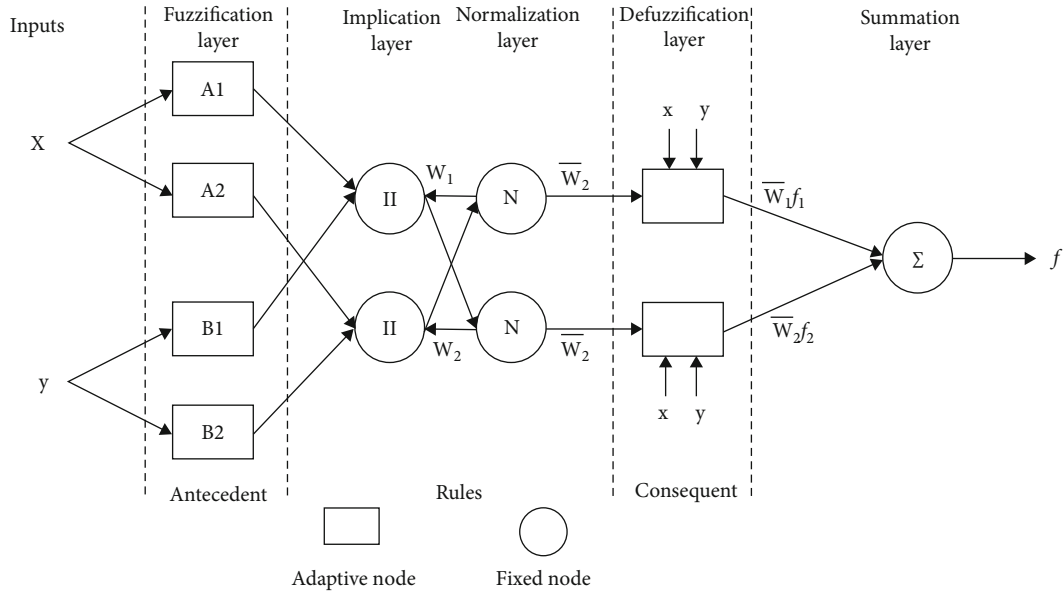 Inputs
Fuzzification
layer
Implication
layer
Normalization
layer
Defuzzification
layer
Summation
layer
A1
X
A2
B1
y
B2
II
W₁
N
W̅₂
II
W₂
N
W̅₂
x y
x y
W̅₁f₁
W̅₂f₂
Σ
f
Antecedent
Rules
Consequent
Adaptive node
Fixed node